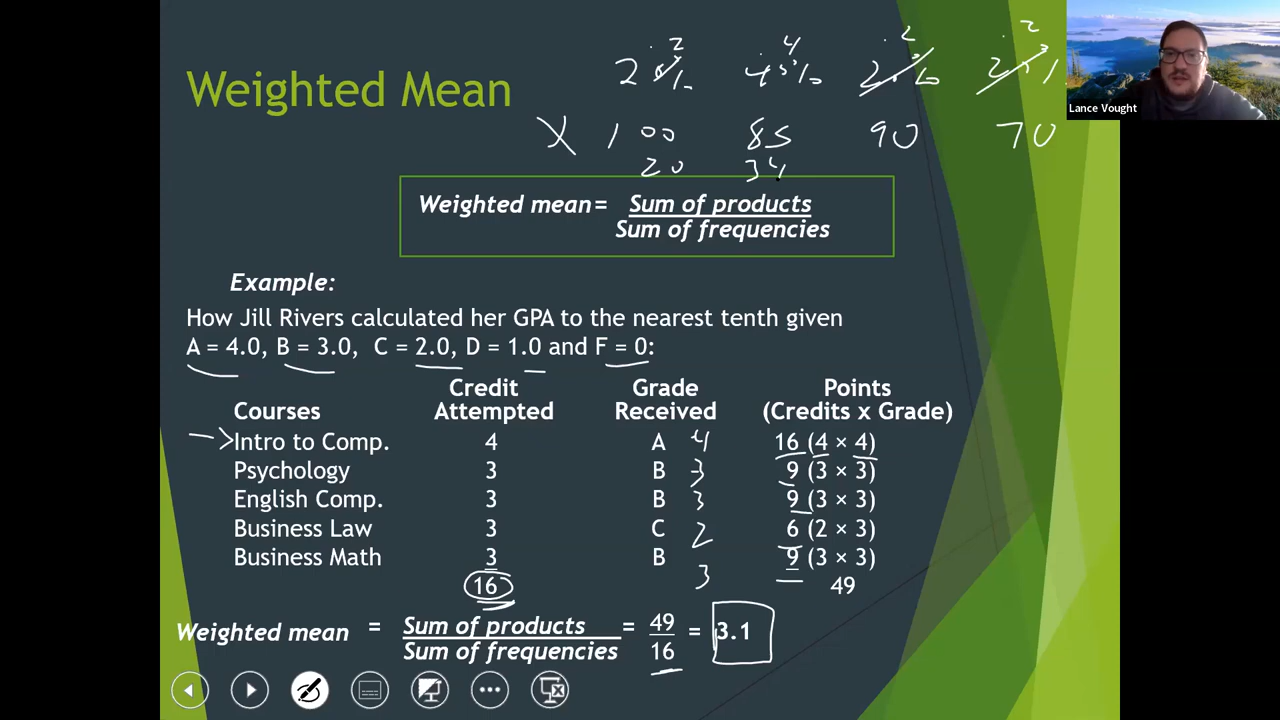 Weighted Mean
2 4 2 2
X 100 85 90 70
20 34
Lance Vought
Weighted mean = Sum of products
Sum of frequencies
Example:
How Jill Rivers calculated her GPA to the nearest tenth given
A = 4.0, B = 3.0, C = 2.0, D = 1.0 and F = 0:
Credit Grade Points
Courses Attempted Received (Credits x Grade)
Intro to Comp. 4 A 4 16 (4 × 4)
Psychology 3 B 3 9 (3 × 3)
English Comp. 3 B 3 9 (3 × 3)
Business Law 3 C 2 6 (2 × 3)
Business Math 3 B 3 9 (3 × 3)
16 49
Weighted mean = Sum of products = 49 = 3.1
Sum of frequencies 16